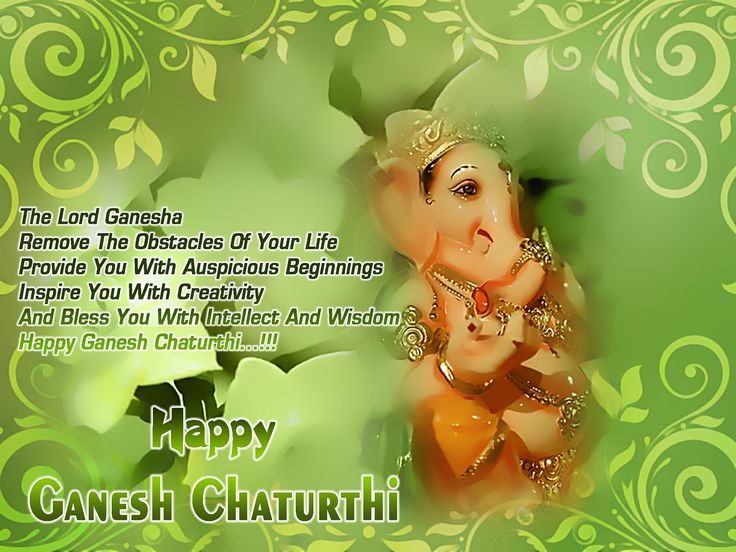 The Lord Ganesha
Remove The Obstacles Of Your Life
Provide You With Auspicious Beginnings
Inspire You With Creativity
And Bless You With Intellect And Wisdom
Happy Ganesh Chaturthi...!!!
Happy
Ganesh Chaturthi